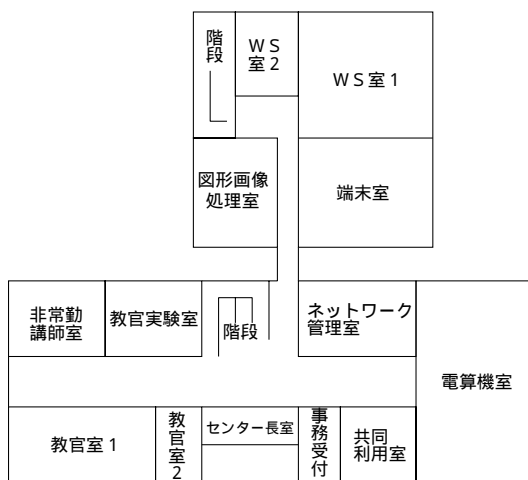 階段
ＷＳ
室２
ＷＳ室１
図形画像
処理室
端末室
非常勤
講師室
教官実験室
階段
ネットワーク
管理室
電算機室
教官室１
教官室２
センター長室
事務受付
共同
利用室